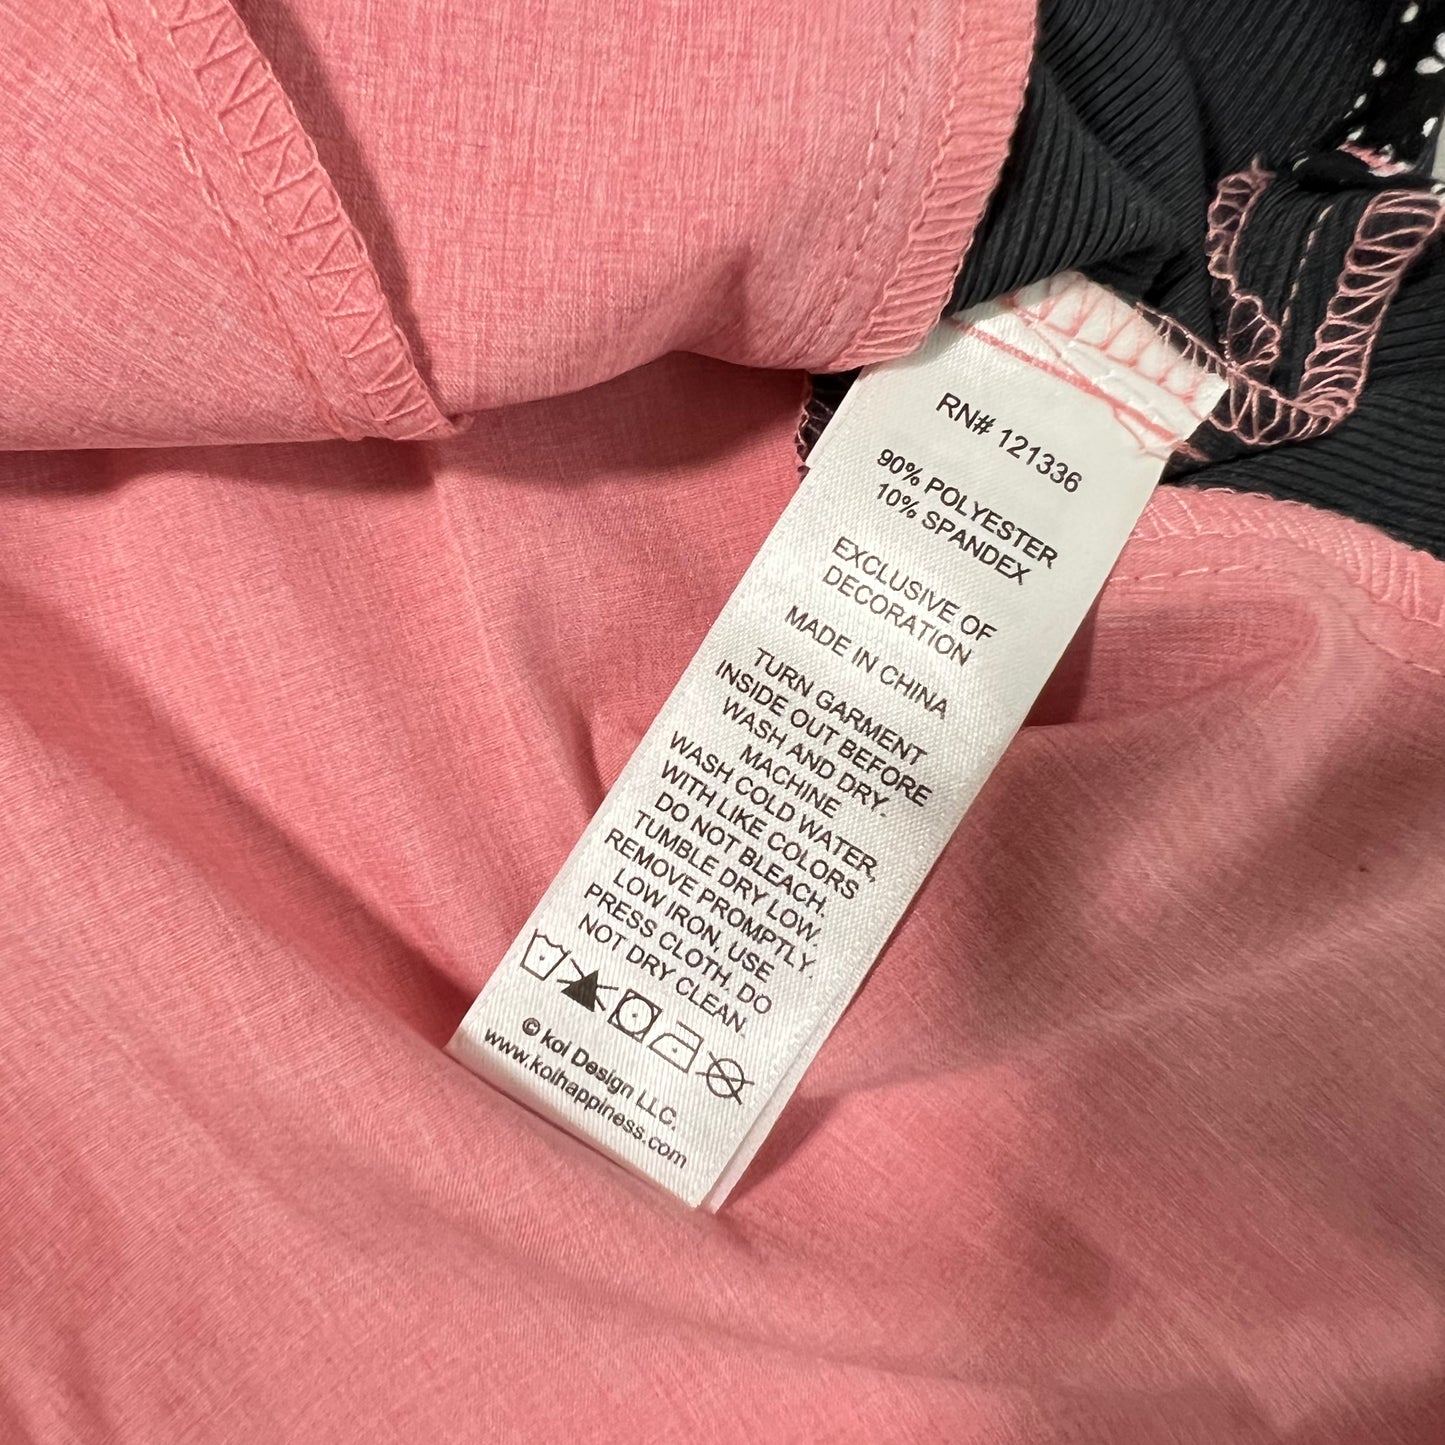 RN# 121336
90% POLYESTER
10% SPANDEX
EXCLUSIVE OF
DECORATION
MADE IN CHINA
TURN GARMENT
INSIDE OUT BEFORE
WASH AND DRY.
MACHINE
WASH COLD WATER,
WITH LIKE COLORS
DO NOT BLEACH.
TUMBLE DRY LOW.
REMOVE PROMPTLY.
LOW IRON, USE
PRESS CLOTH. DO
NOT DRY CLEAN.
© koi Design LLC.
www.koihappiness.com